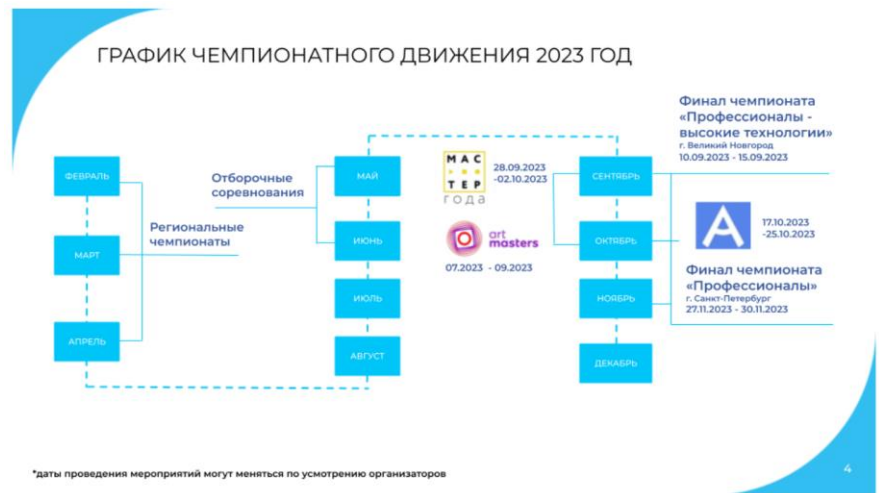 ГРАФИК ЧЕМПИОНАТНОГО ДВИЖЕНИЯ 2023 ГОД
ФЕВРАЛЬ
МАРТ
АПРЕЛЬ
Региональные
чемпионаты
Отборочные
соревнования
МАЙ
ИЮНЬ
ИЮЛЬ
АВГУСТ
МАС
ТЕР
года
28.09.2023
-02.10.2023
art
masters
07.2023 - 09.2023
СЕНТЯБРЬ
ОКТЯБРЬ
НОЯБРЬ
ДЕКАБРЬ
Финал чемпионата
«Профессионалы -
высокие технологии»
г. Великий Новгород
10.09.2023 - 15.09.2023
А
17.10.2023
-25.10.2023
Финал чемпионата
«Профессионалы»
г. Санкт-Петербург
27.11.2023 - 30.11.2023
*даты проведения мероприятий могут меняться по усмотрению организаторов
4